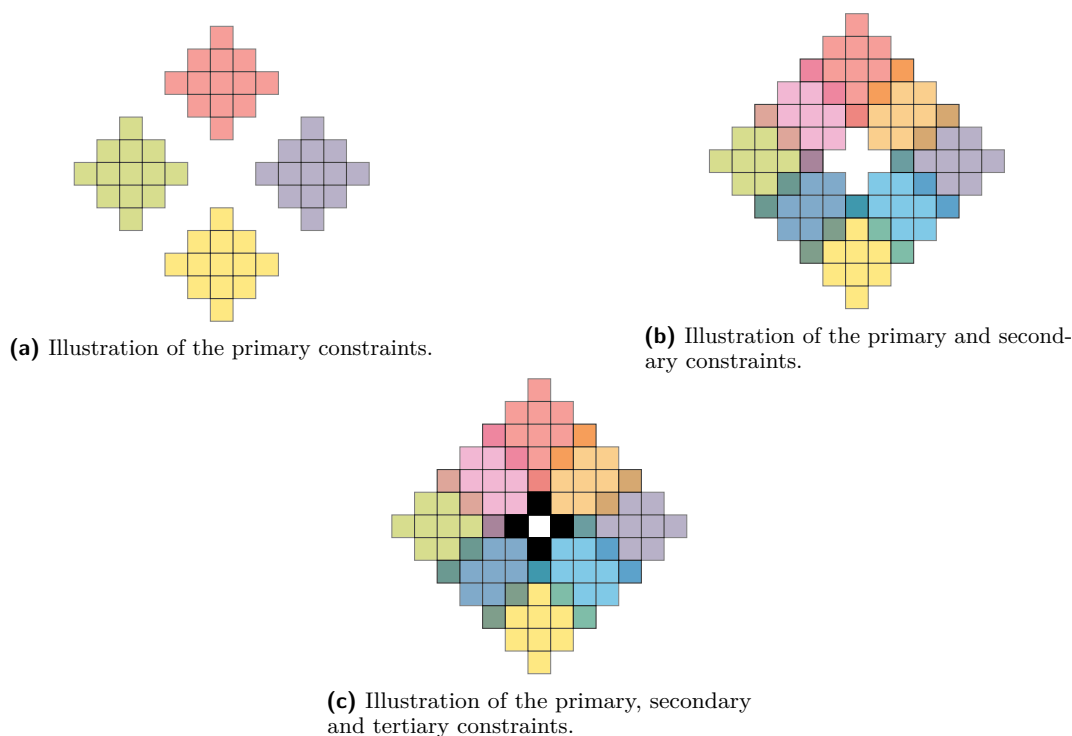 (a) Illustration of the primary constraints.
(b) Illustration of the primary and second-
ary constraints.
(c) Illustration of the primary, secondary
and tertiary constraints.